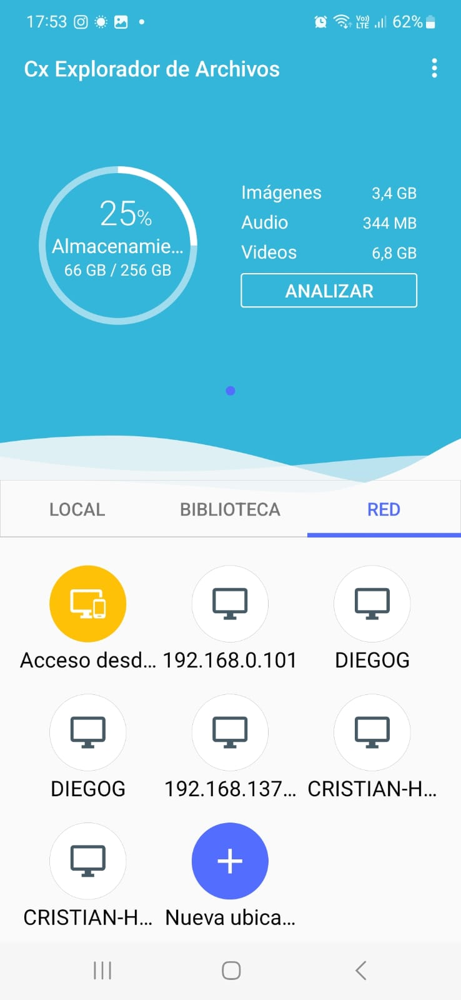 17:53
Vo))
LTE
62%
Cx Explorador de Archivos
25%
Almacenamie...
66 GB / 256 GB
Imágenes 3,4 GB
Audio 344 MB
Videos 6,8 GB
ANALIZAR
LOCAL BIBLIOTECA RED
Acceso desd... 192.168.0.101 DIEGOG
DIEGOG 192.168.137... CRISTIAN-H...
CRISTIAN-H... Nueva ubica...